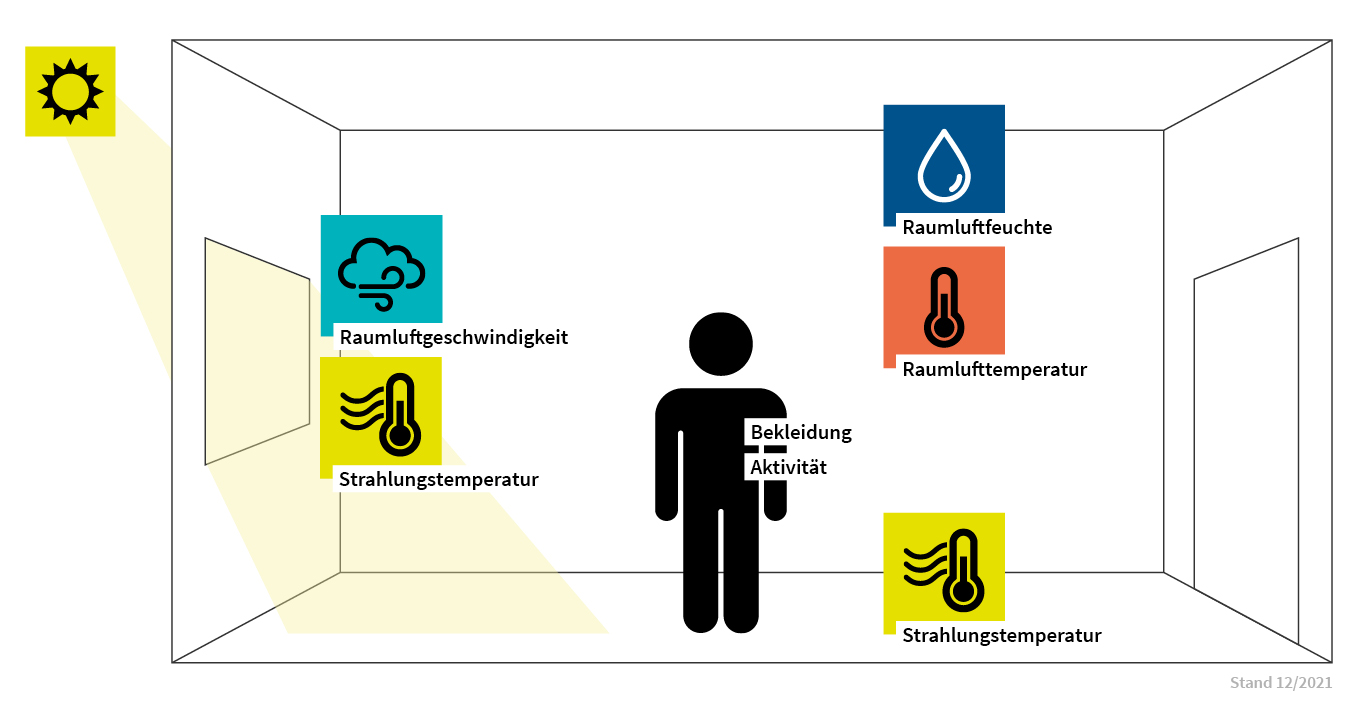 Raumluftfeuchte
Raumluftgeschwindigkeit
Raumlufttemperatur
Bekleidung
Aktivität
Strahlungstemperatur
Strahlungstemperatur
Stand 12/2021